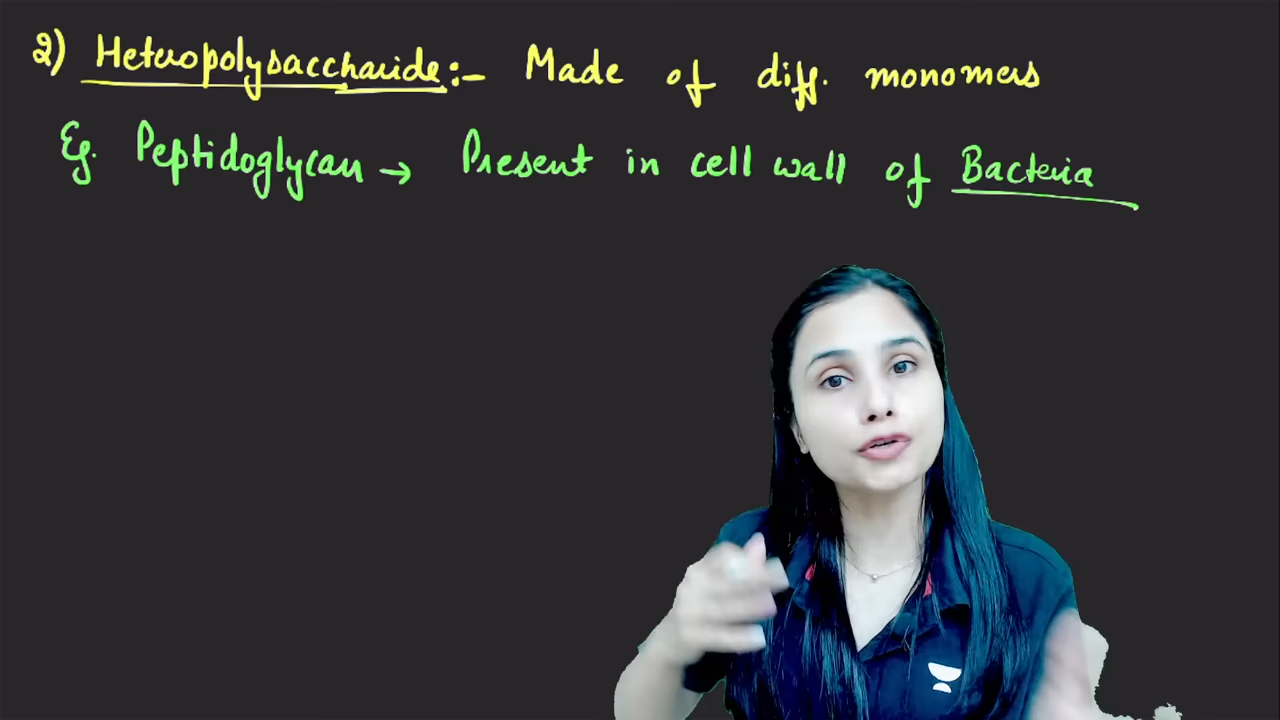 2) Heteropolysaccharide:- Made of diff. monomers
Eg. Peptidoglycan → Present in cell wall of Bacteria